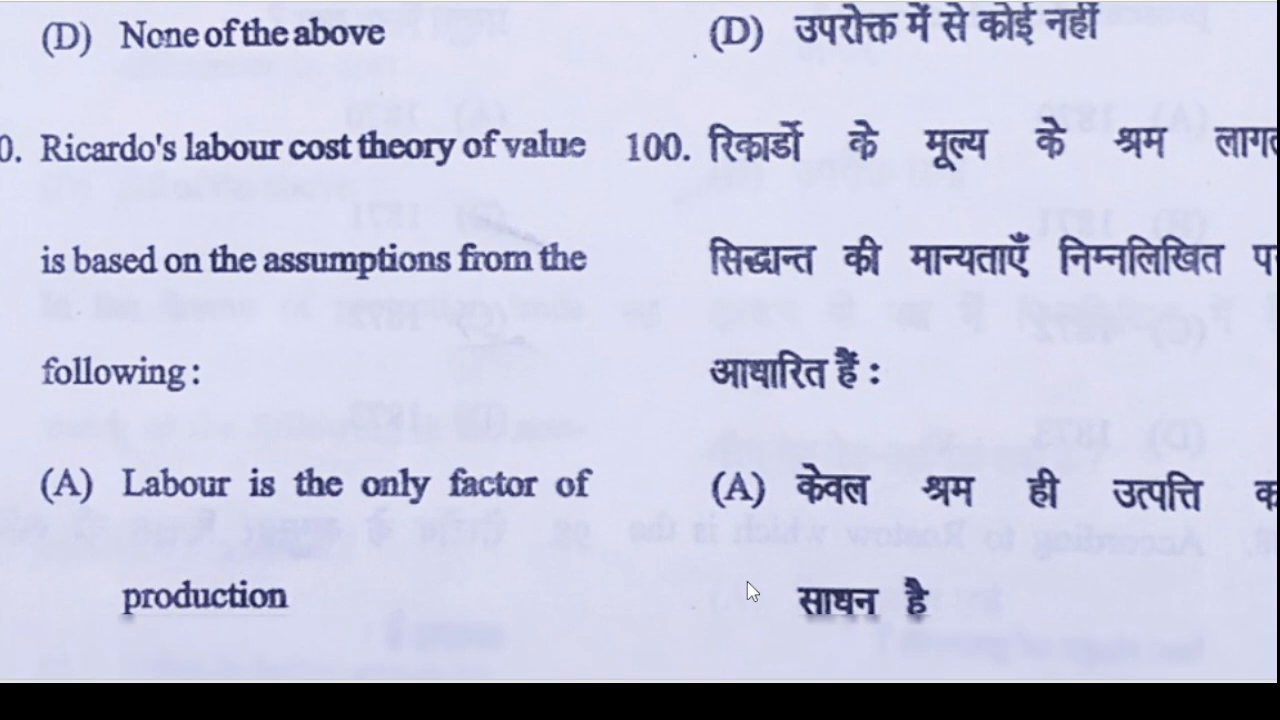 (D) None of the above
(D) उपरोक्त में से कोई नहीं
0. Ricardo's labour cost theory of value
is based on the assumptions from the
following :
(A) Labour is the only factor of
production
100. रिकार्डो के मूल्य के श्रम लागत
सिद्धान्त की मान्यताएँ निम्नलिखित
आधारित हैं :
(A) केवल श्रम ही उत्पत्ति
साधन है